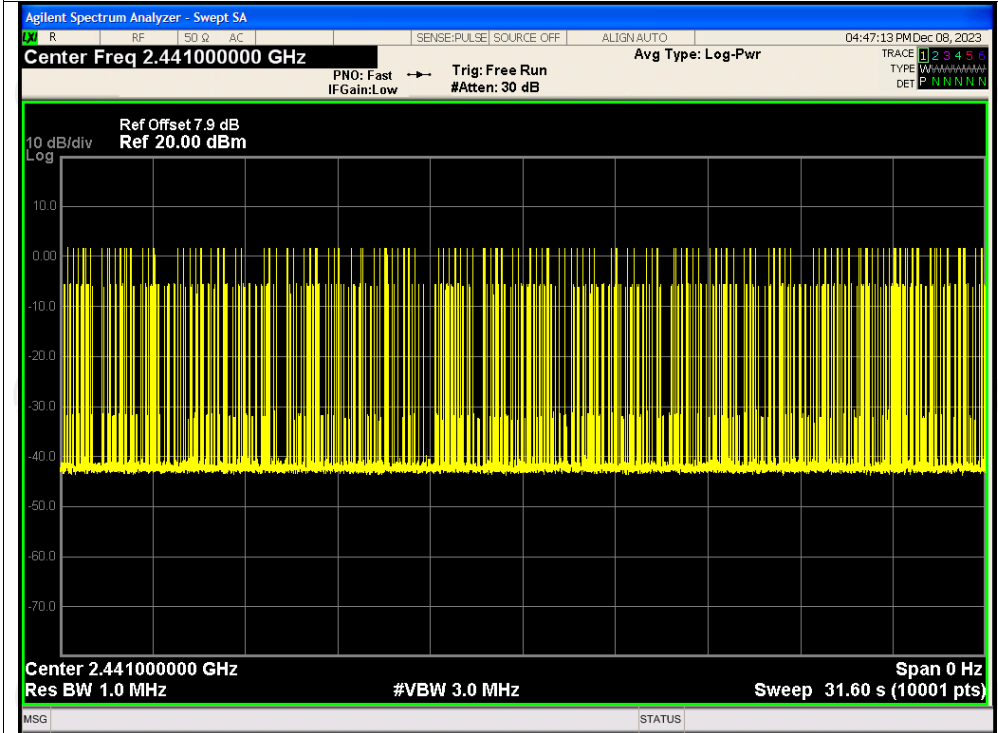 Agilent Spectrum Analyzer - Swept SA
LXI R RF 50 Ω AC SENSE:PULSE SOURCE OFF ALIGNAUTO 04:47:13 PMDec 08, 2023
Center Freq 2.441000000 GHz
Avg Type: Log-Pwr
TRACE 1 2 3 4 5 6
PNO: Fast Trig: Free Run
TYPE WWWWWW
IFGain:Low #Atten: 30 dB
DET P N N N N N
Ref Offset 7.9 dB
10 dB/div Ref 20.00 dBm
Log
10.0
0.00
-10.0
-20.0
-30.0
-40.0
-50.0
-60.0
-70.0
Center 2.441000000 GHz Span 0 Hz
Res BW 1.0 MHz #VBW 3.0 MHz Sweep 31.60 s (10001 pts)
MSG STATUS